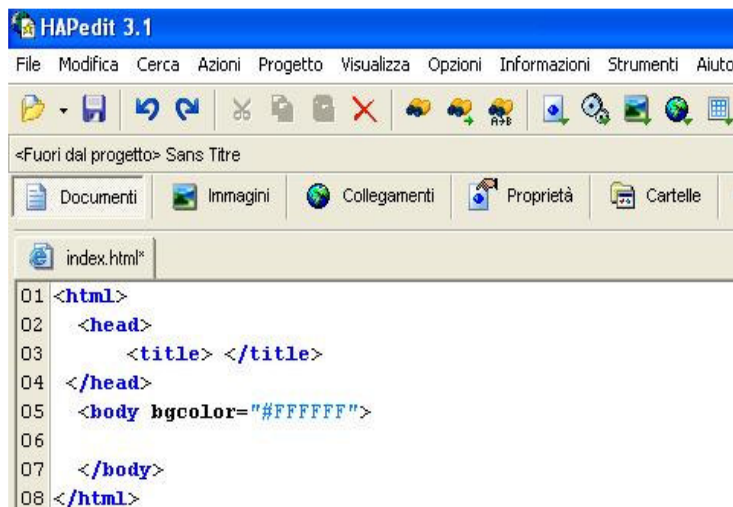 HAPedit 3.1
File Modifica Cerca Azioni Progetto Visualizza Opzioni Informazioni Strumenti Aiuto
A→B
<Fuori dal progetto> Sans Titre
Documenti Immagini Collegamenti Proprietà Cartelle
index.html*
01 <html>
02 <head>
03 <title> </title>
04 </head>
05 <body bgcolor="#FFFFFF">
06
07 </body>
08 </html>